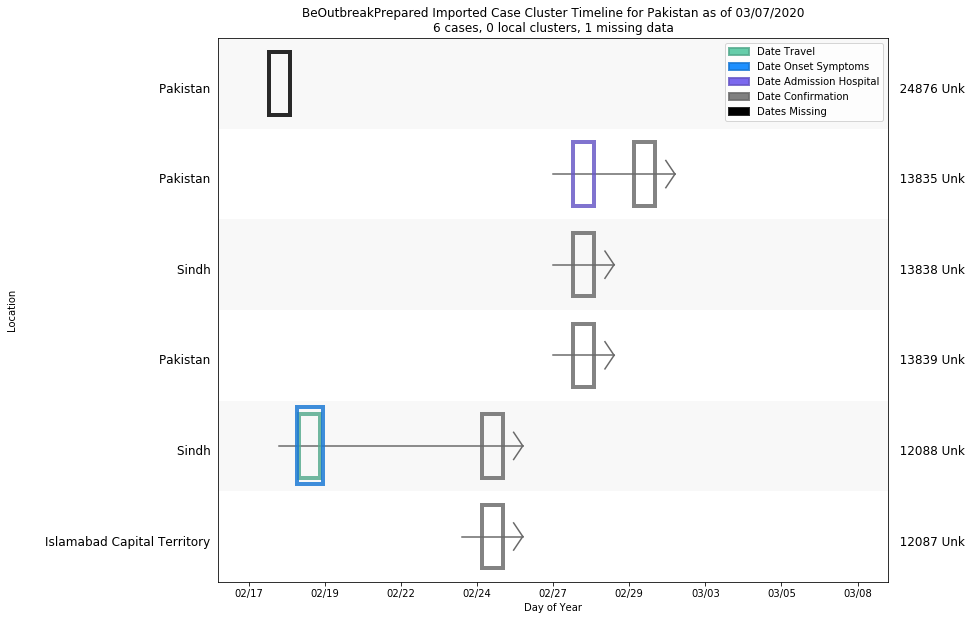 BeOutbreakPrepared Imported Case Cluster Timeline for Pakistan as of 03/07/2020
6 cases, 0 local clusters, 1 missing data
Date Travel
Date Onset Symptoms
Date Admission Hospital
Date Confirmation
Dates Missing
Pakistan 24876 Unk
Pakistan 13835 Unk
Sindh 13838 Unk
Location
Pakistan 13839 Unk
Sindh 12088 Unk
Islamabad Capital Territory 12087 Unk
02/17 02/19 02/22 02/24 02/27 02/29 03/03 03/05 03/08
Day of Year